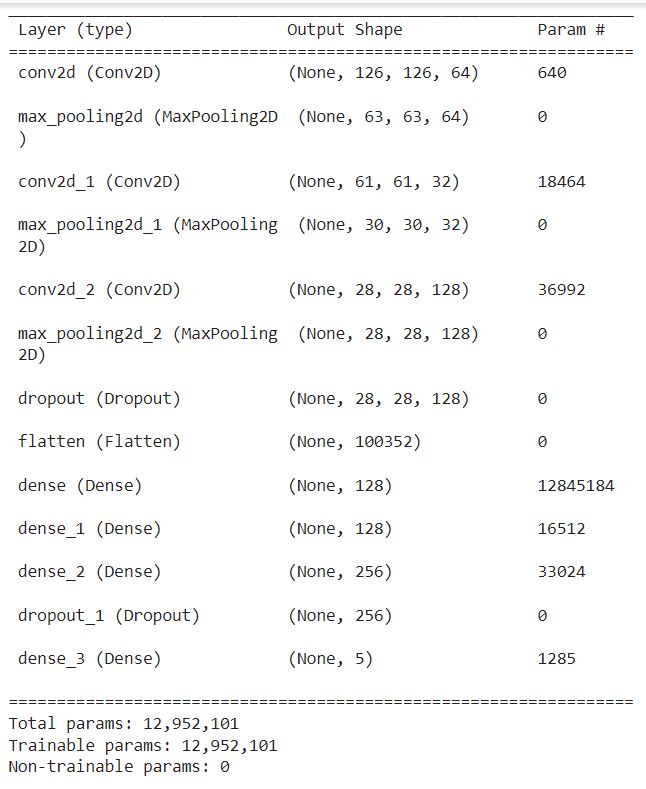 Layer (type) Output Shape Param #
=================================================================
conv2d (Conv2D) (None, 126, 126, 64) 640
max_pooling2d (MaxPooling2D (None, 63, 63, 64) 0
)
conv2d_1 (Conv2D) (None, 61, 61, 32) 18464
max_pooling2d_1 (MaxPooling (None, 30, 30, 32) 0
2D)
conv2d_2 (Conv2D) (None, 28, 28, 128) 36992
max_pooling2d_2 (MaxPooling (None, 28, 28, 128) 0
2D)
dropout (Dropout) (None, 28, 28, 128) 0
flatten (Flatten) (None, 100352) 0
dense (Dense) (None, 128) 12845184
dense_1 (Dense) (None, 128) 16512
dense_2 (Dense) (None, 256) 33024
dropout_1 (Dropout) (None, 256) 0
dense_3 (Dense) (None, 5) 1285
=================================================================
Total params: 12,952,101
Trainable params: 12,952,101
Non-trainable params: 0